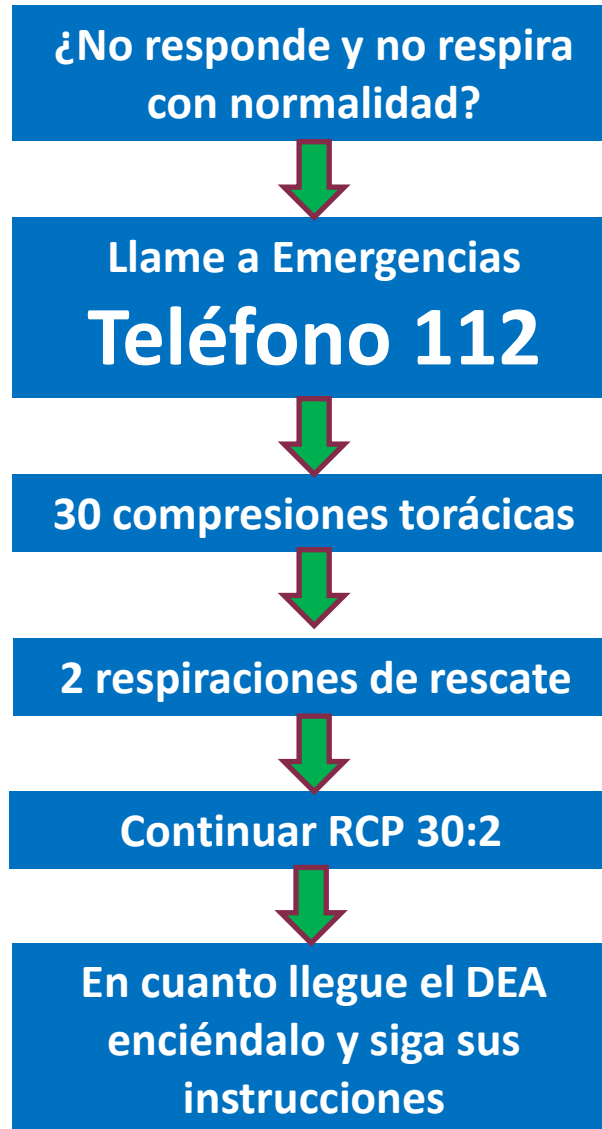 ¿No responde y no respira
con normalidad?
Llame a Emergencias
Teléfono 112
30 compresiones torácicas
2 respiraciones de rescate
Continuar RCP 30:2
En cuanto llegue el DEA
enciéndalo y siga sus
instrucciones